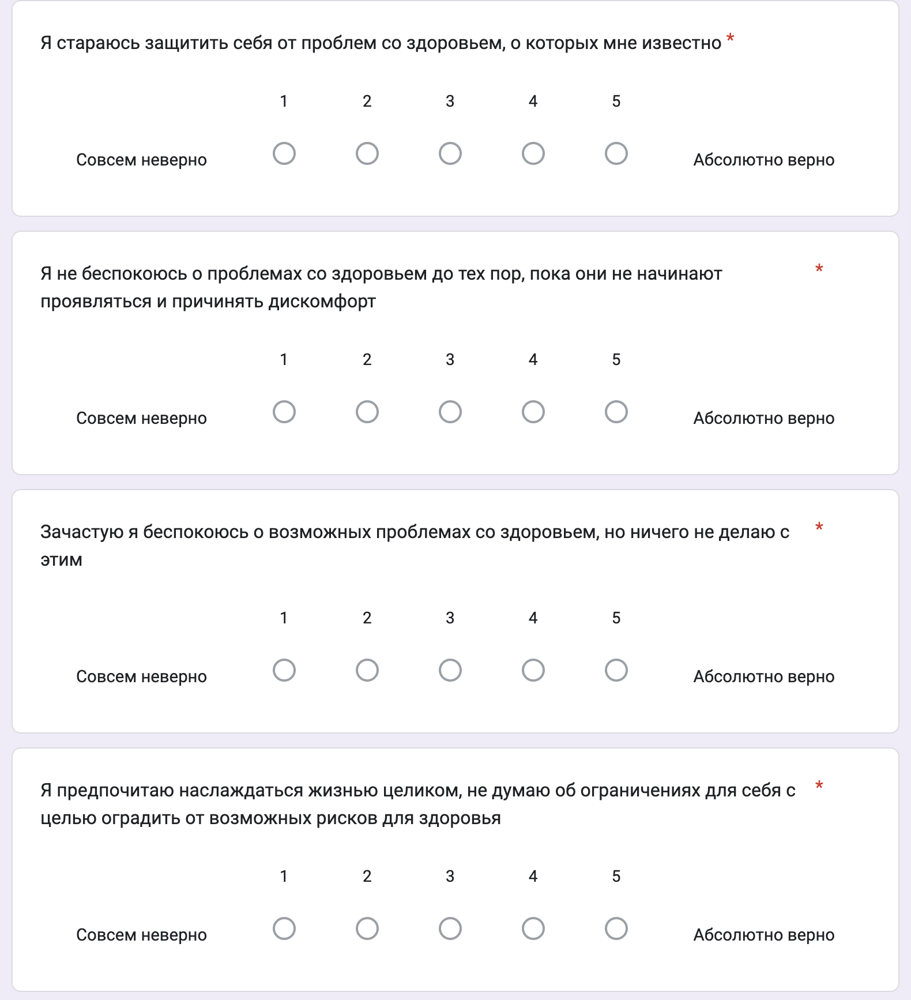 Я стараюсь защитить себя от проблем со здоровьем, о которых мне известно *
1 2 3 4 5
Совсем неверно Абсолютно верно
Я не беспокоюсь о проблемах со здоровьем до тех пор, пока они не начинают *
проявляться и причинять дискомфорт
1 2 3 4 5
Совсем неверно Абсолютно верно
Зачастую я беспокоюсь о возможных проблемах со здоровьем, но ничего не делаю с *
этим
1 2 3 4 5
Совсем неверно Абсолютно верно
Я предпочитаю наслаждаться жизнью целиком, не думаю об ограничениях для себя с *
целью оградить от возможных рисков для здоровья
1 2 3 4 5
Совсем неверно Абсолютно верно